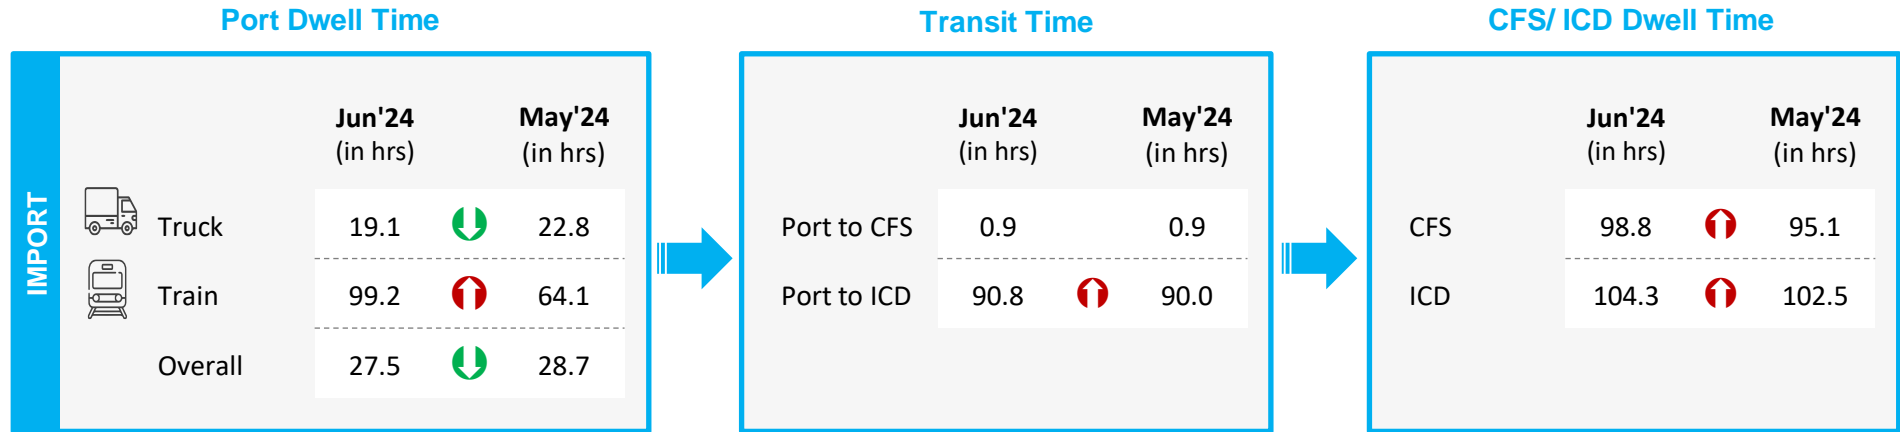 Port Dwell Time
Transit Time
CFS/ ICD Dwell Time
IMPORT
Jun'24 May'24
(in hrs) (in hrs)
Truck 19.1 22.8
Train 99.2 64.1
Overall 27.5 28.7
Jun'24 May'24
(in hrs) (in hrs)
Port to CFS 0.9 0.9
Port to ICD 90.8 90.0
Jun'24 May'24
(in hrs) (in hrs)
CFS 98.8 95.1
ICD 104.3 102.5